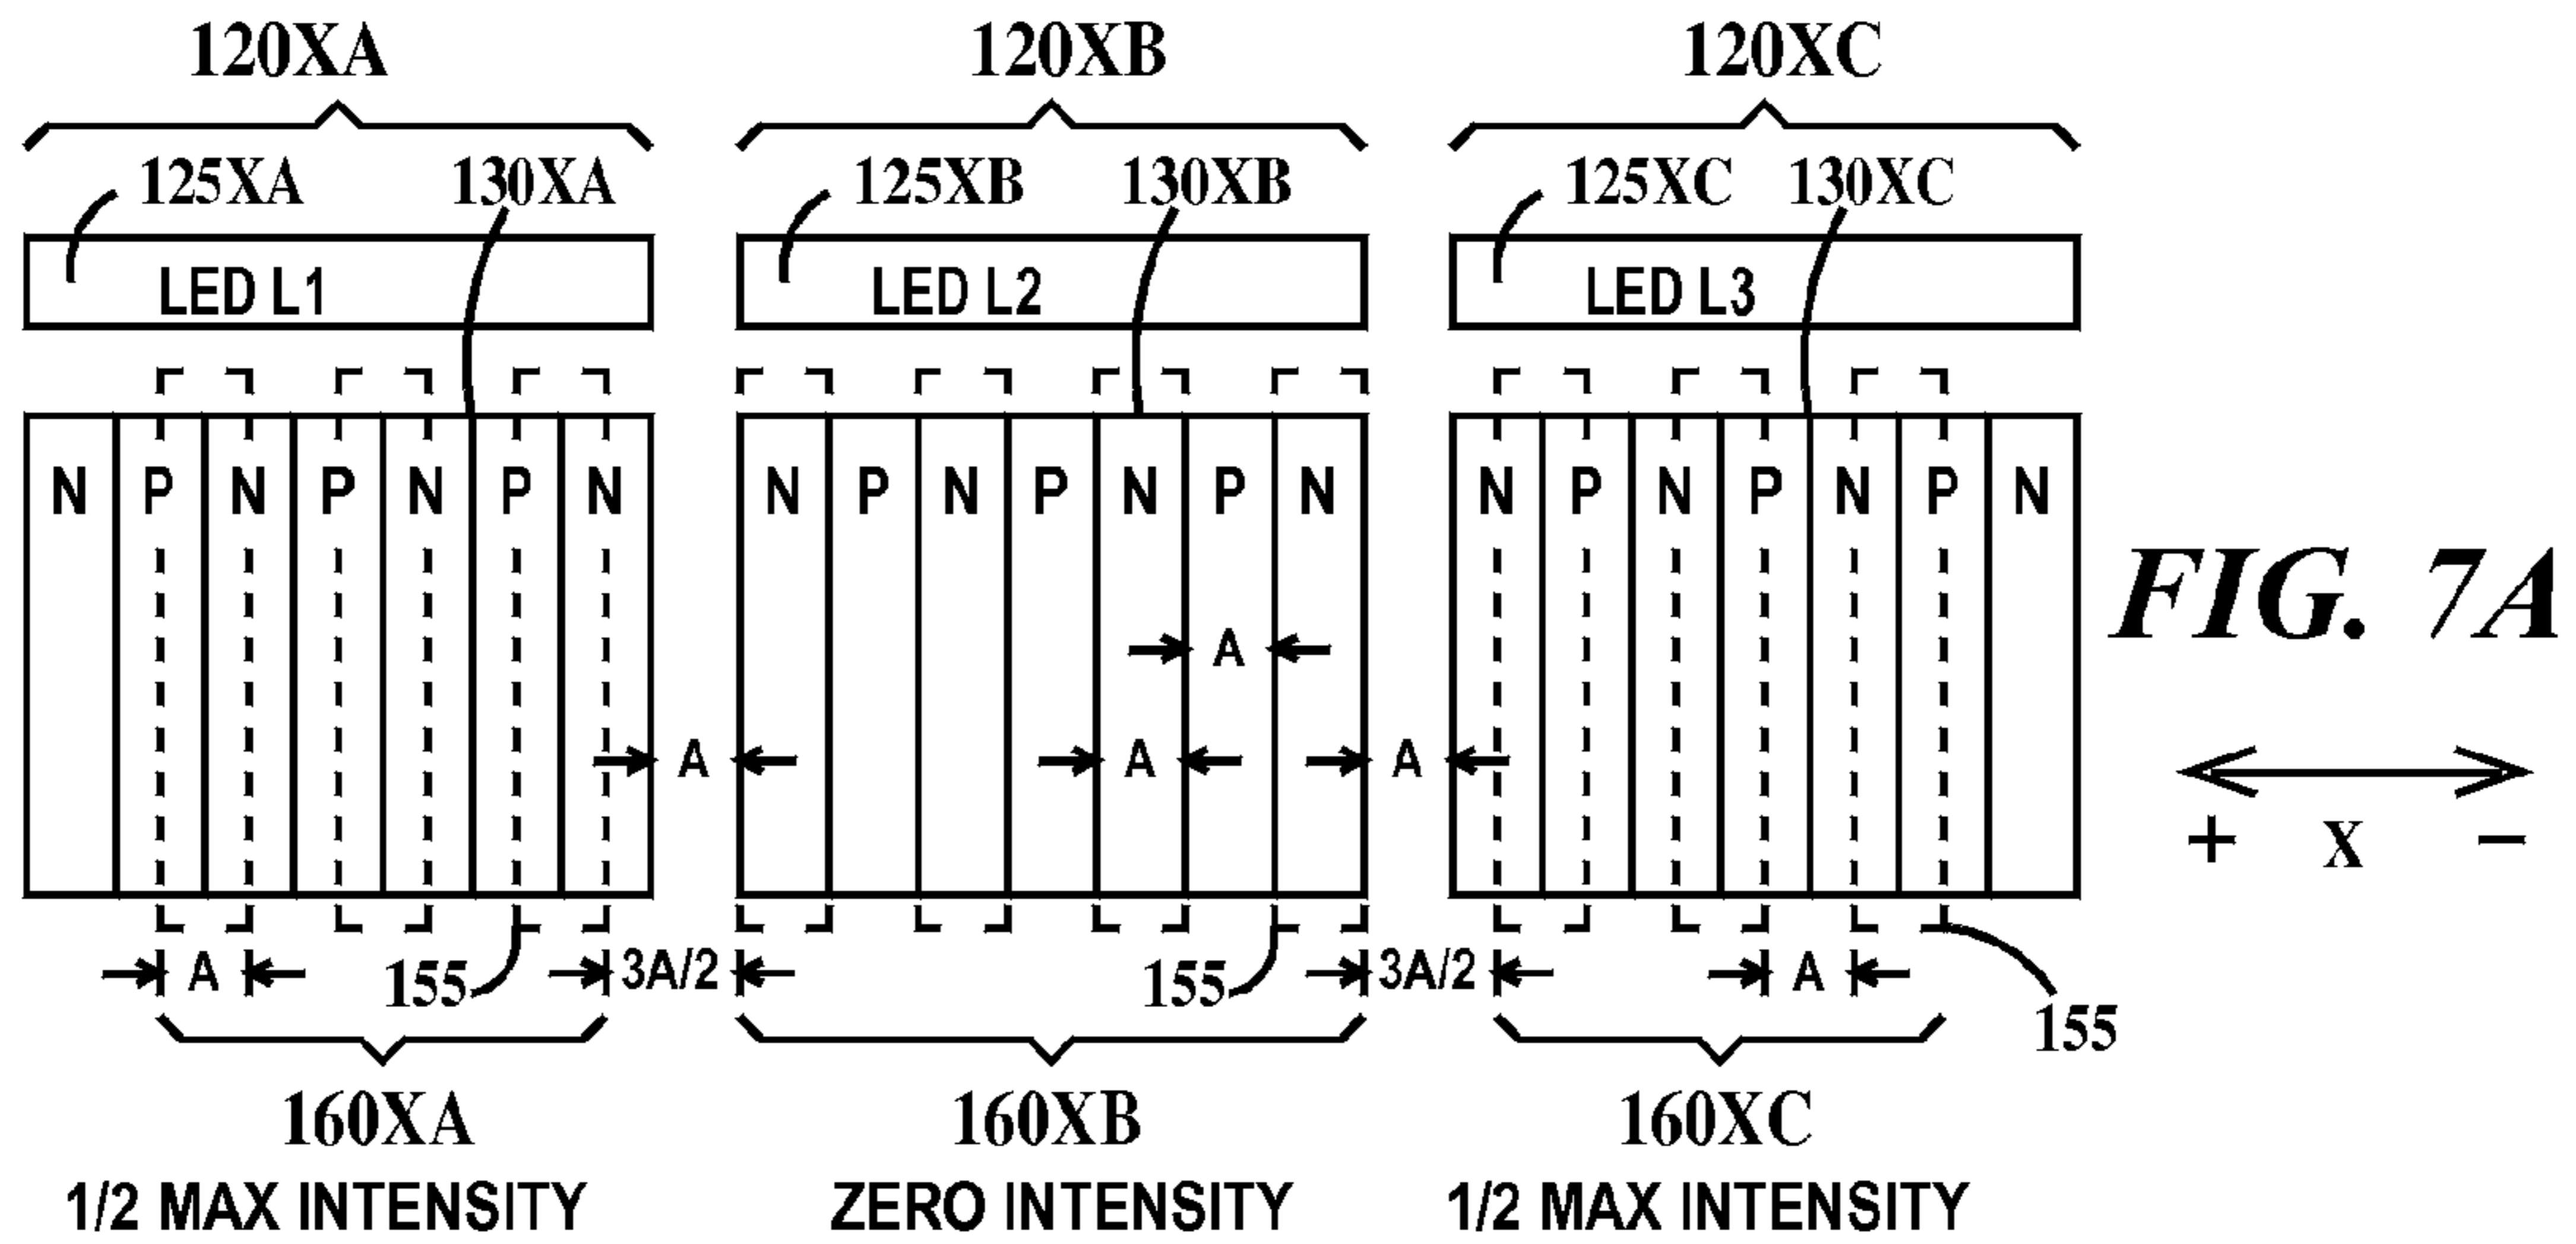 120XA 120XB 120XC
125XA 130XA 125XB 130XB 125XC 130XC
LED L1 LED L2 LED L3
N P N P N P N N P N P N P N N P N P N P N
FIG. 7A
A
A A A
+ X −
A 155 3A/2 155 3A/2 A 155
160XA 160XB 160XC
1/2 MAX INTENSITY ZERO INTENSITY 1/2 MAX INTENSITY